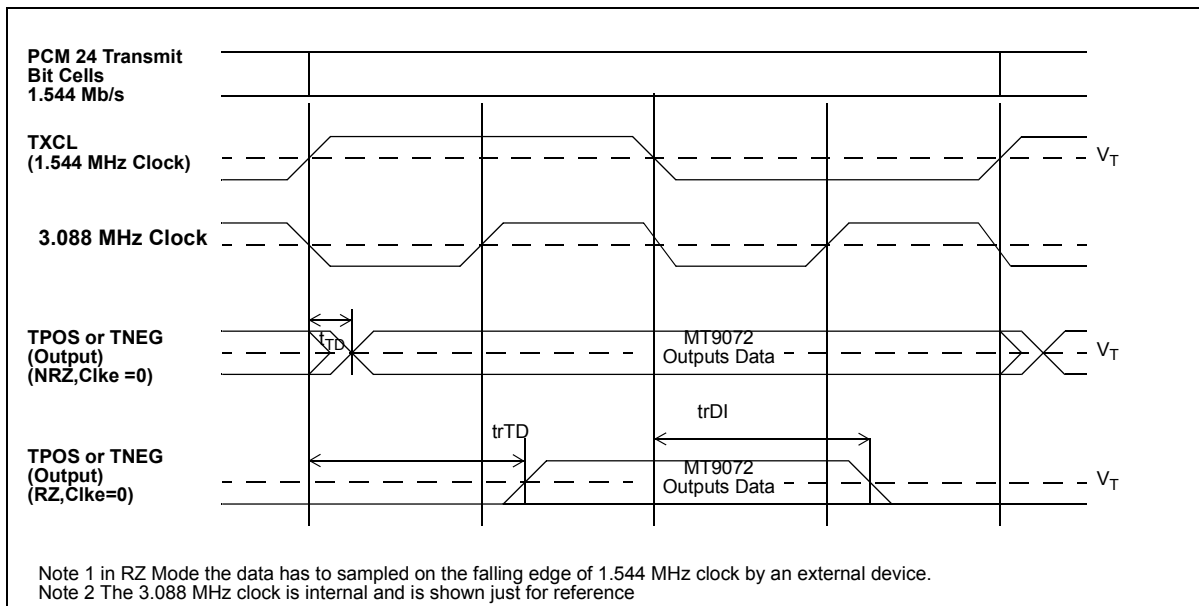 PCM 24 Transmit
Bit Cells
1.544 Mb/s
TXCL
(1.544 MHz Clock)
VT
3.088 MHz Clock
TPOS or TNEG
(Output)
(NRZ,Clke =0)
tTD
MT9072
Outputs Data
VT
trTD
trDI
TPOS or TNEG
(Output)
(RZ,Clke=0)
MT9072
Outputs Data
VT
Note 1 in RZ Mode the data has to sampled on the falling edge of 1.544 MHz clock by an external device.
Note 2 The 3.088 MHz clock is internal and is shown just for reference